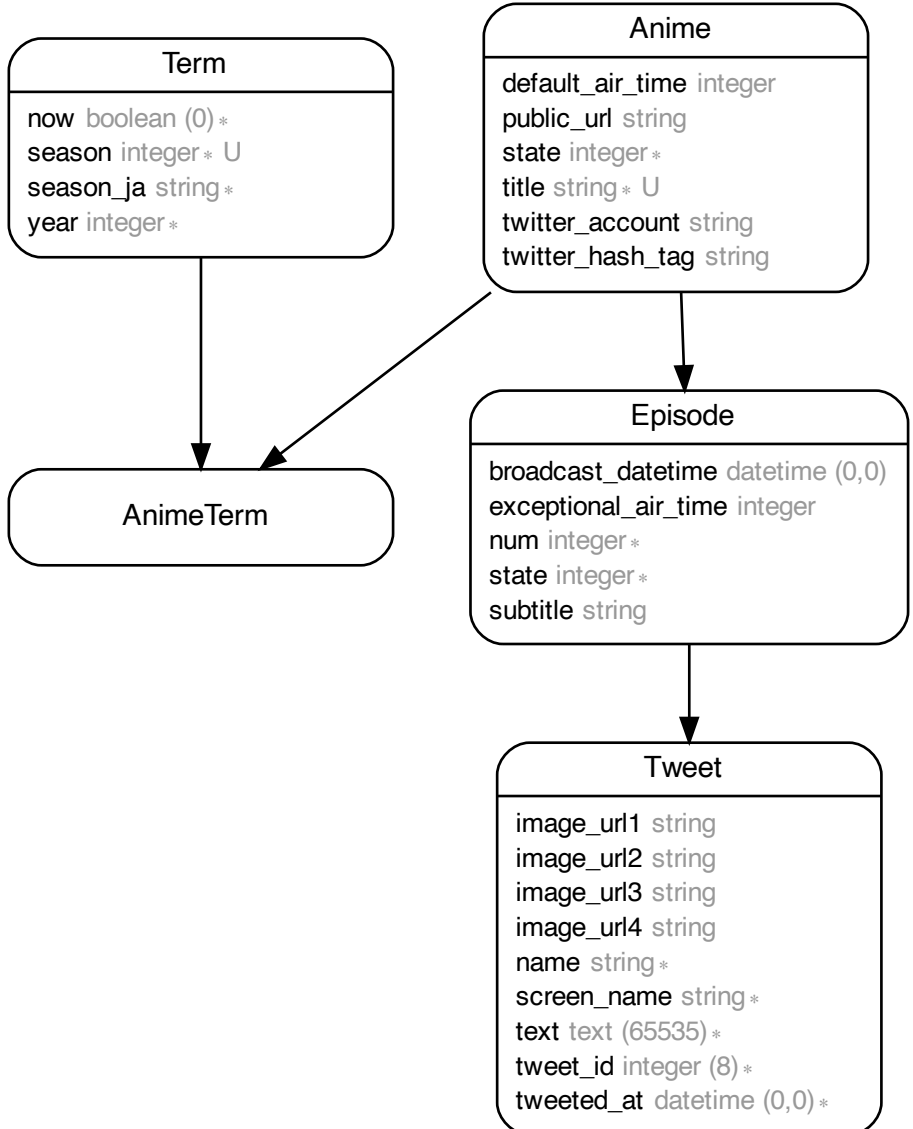 Term
now boolean (0) ∗
season integer ∗ U
season_ja string ∗
year integer ∗
Anime
default_air_time integer
public_url string
state integer ∗
title string ∗ U
twitter_account string
twitter_hash_tag string
AnimeTerm
Episode
broadcast_datetime datetime (0,0)
exceptional_air_time integer
num integer ∗
state integer ∗
subtitle string
Tweet
image_url1 string
image_url2 string
image_url3 string
image_url4 string
name string ∗
screen_name string ∗
text text (65535) ∗
tweet_id integer (8) ∗
tweeted_at datetime (0,0) ∗